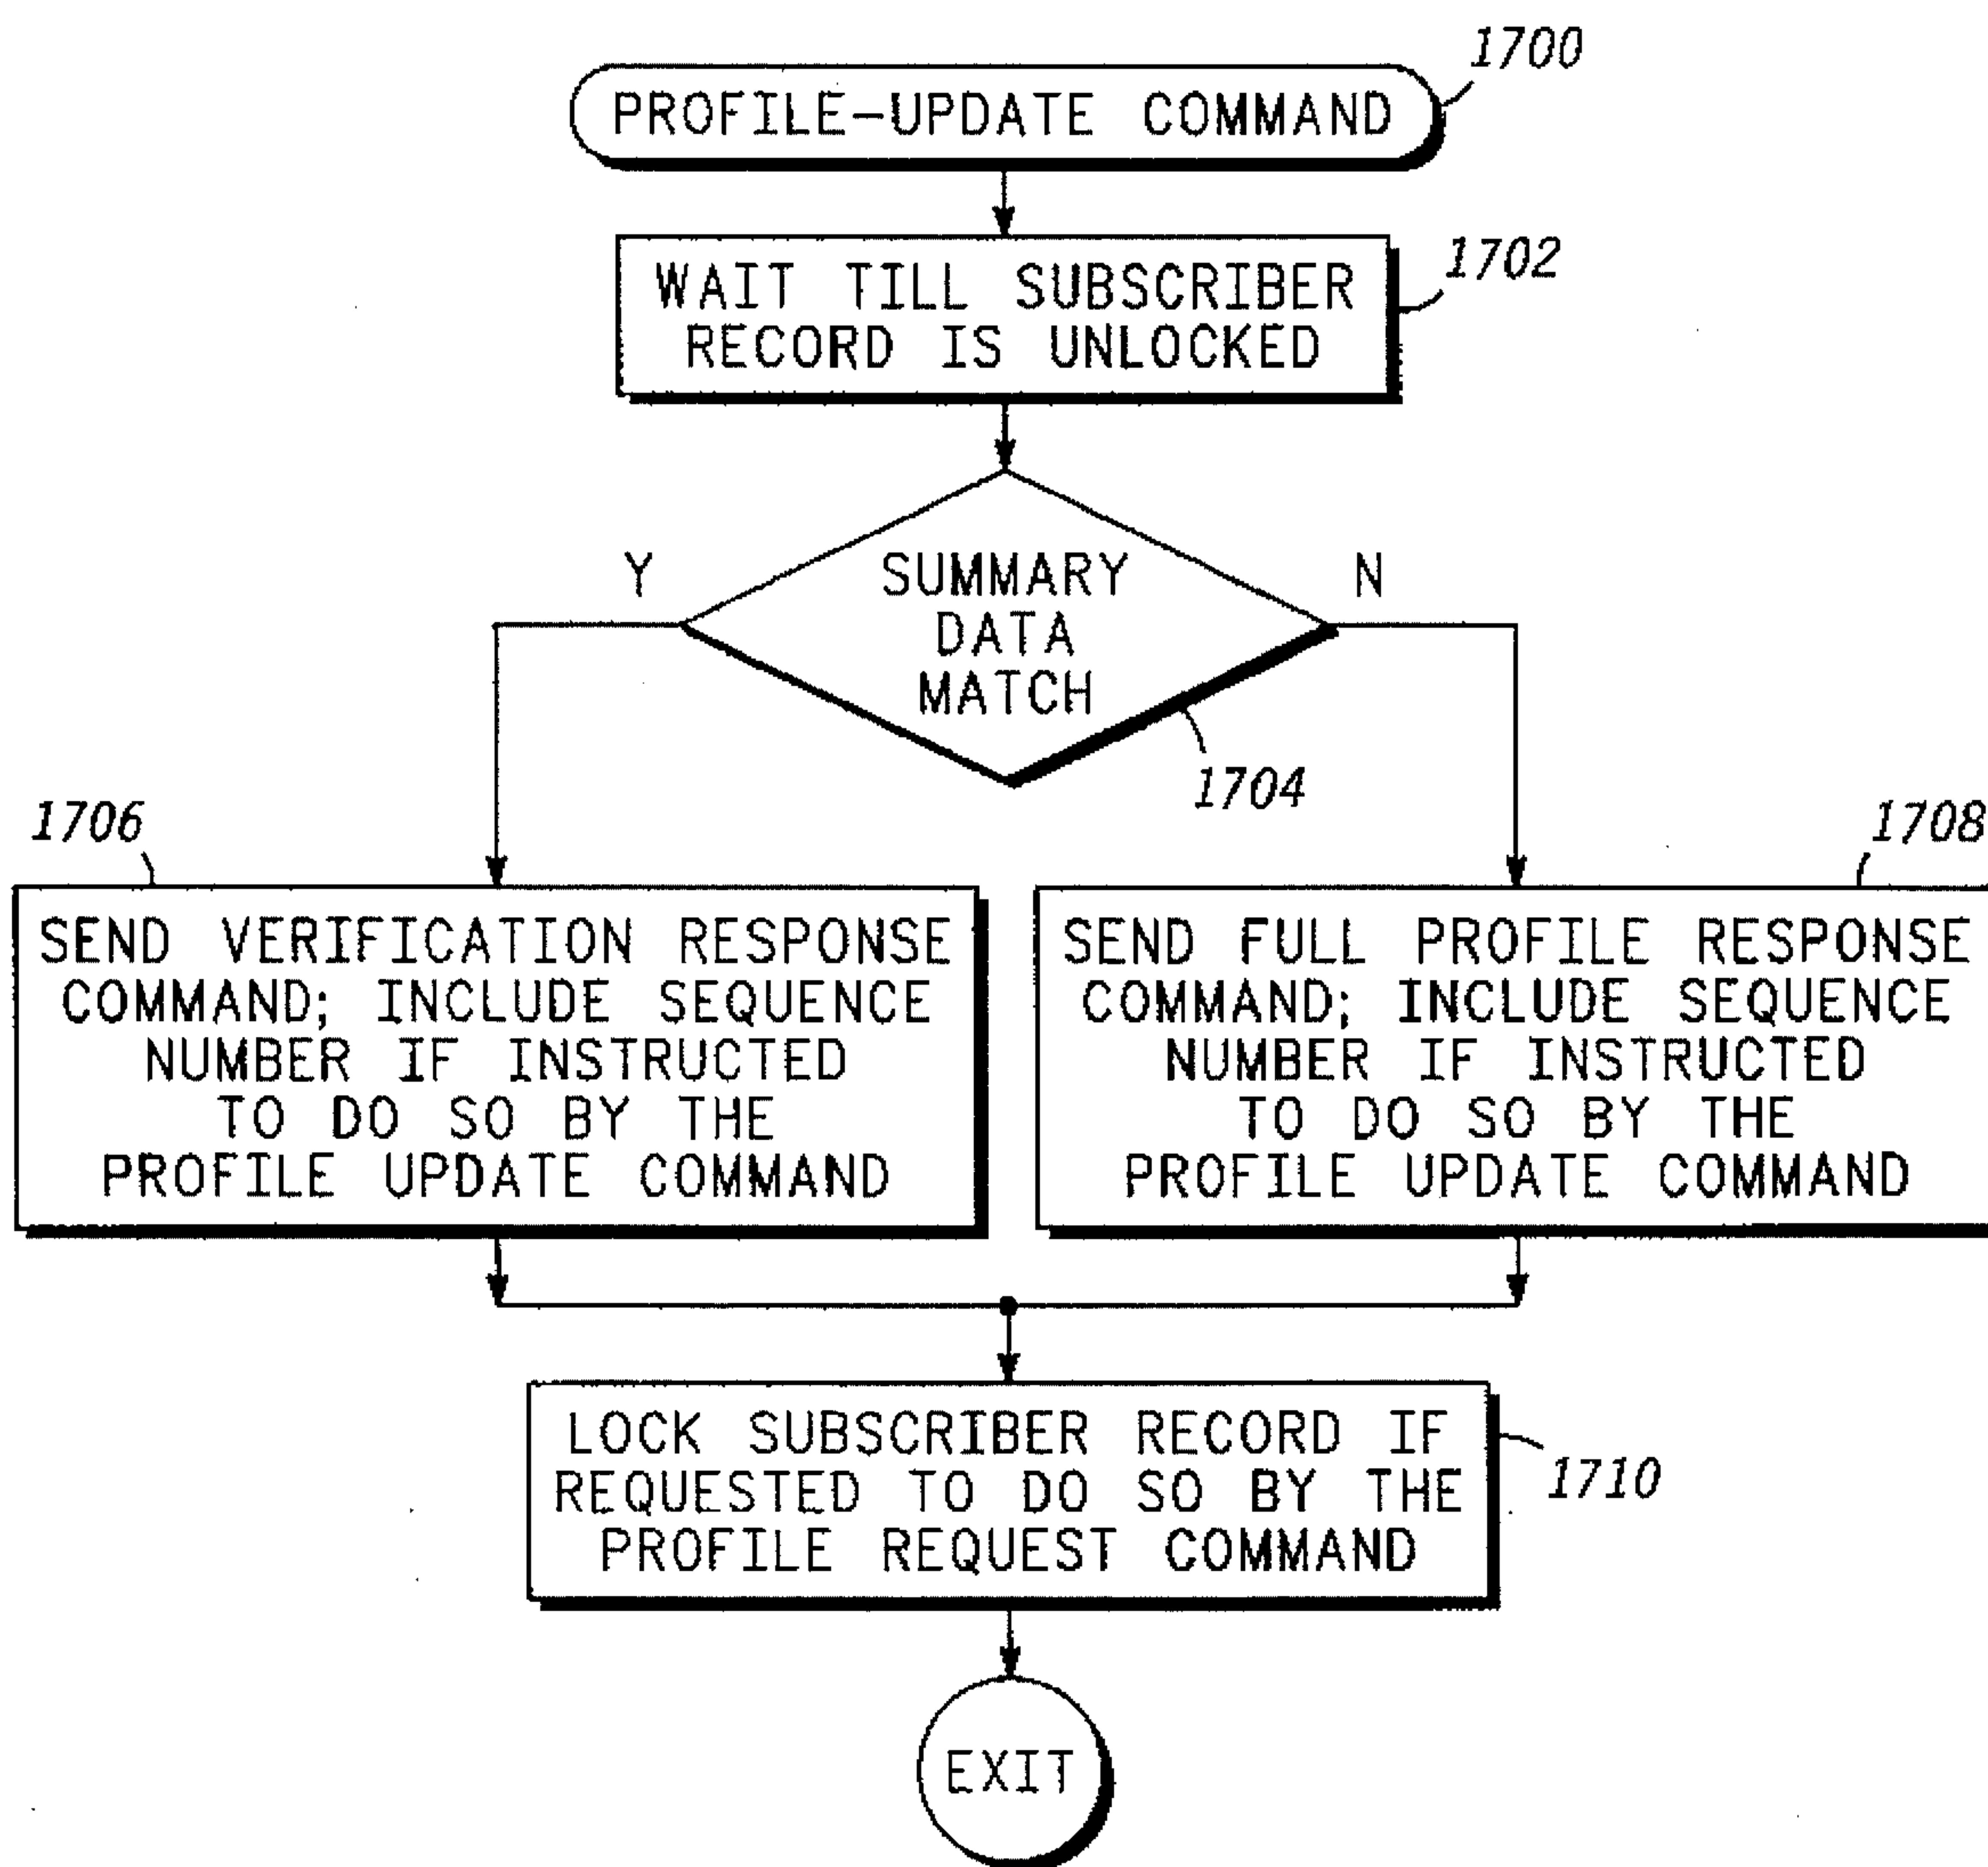 1700
PROFILE-UPDATE COMMAND
1702
WAIT TILL SUBSCRIBER
RECORD IS UNLOCKED
Y
N
SUMMARY
DATA
MATCH
1704
1706
SEND VERIFICATION RESPONSE
COMMAND; INCLUDE SEQUENCE
NUMBER IF INSTRUCTED
TO DO SO BY THE
PROFILE UPDATE COMMAND
1708
SEND FULL PROFILE RESPONSE
COMMAND; INCLUDE SEQUENCE
NUMBER IF INSTRUCTED
TO DO SO BY THE
PROFILE UPDATE COMMAND
LOCK SUBSCRIBER RECORD IF
REQUESTED TO DO SO BY THE
PROFILE REQUEST COMMAND
1710
EXIT